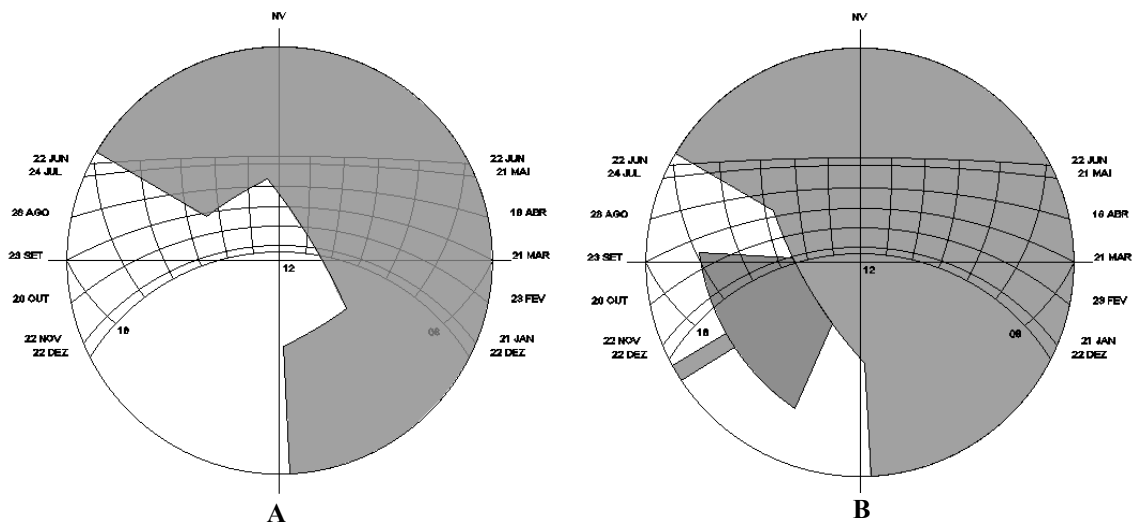 NV
22 JUN
24 JUL
28 AGO
23 SET
20 OUT
22 NOV
22 DEZ
22 JUN
21 MAI
16 ABR
21 MAR
23 FEV
21 JAN
22 DEZ
12
16
08
A
NV
22 JUN
24 JUL
28 AGO
23 SET
20 OUT
22 NOV
22 DEZ
22 JUN
21 MAI
16 ABR
21 MAR
23 FEV
21 JAN
22 DEZ
12
16
08
B